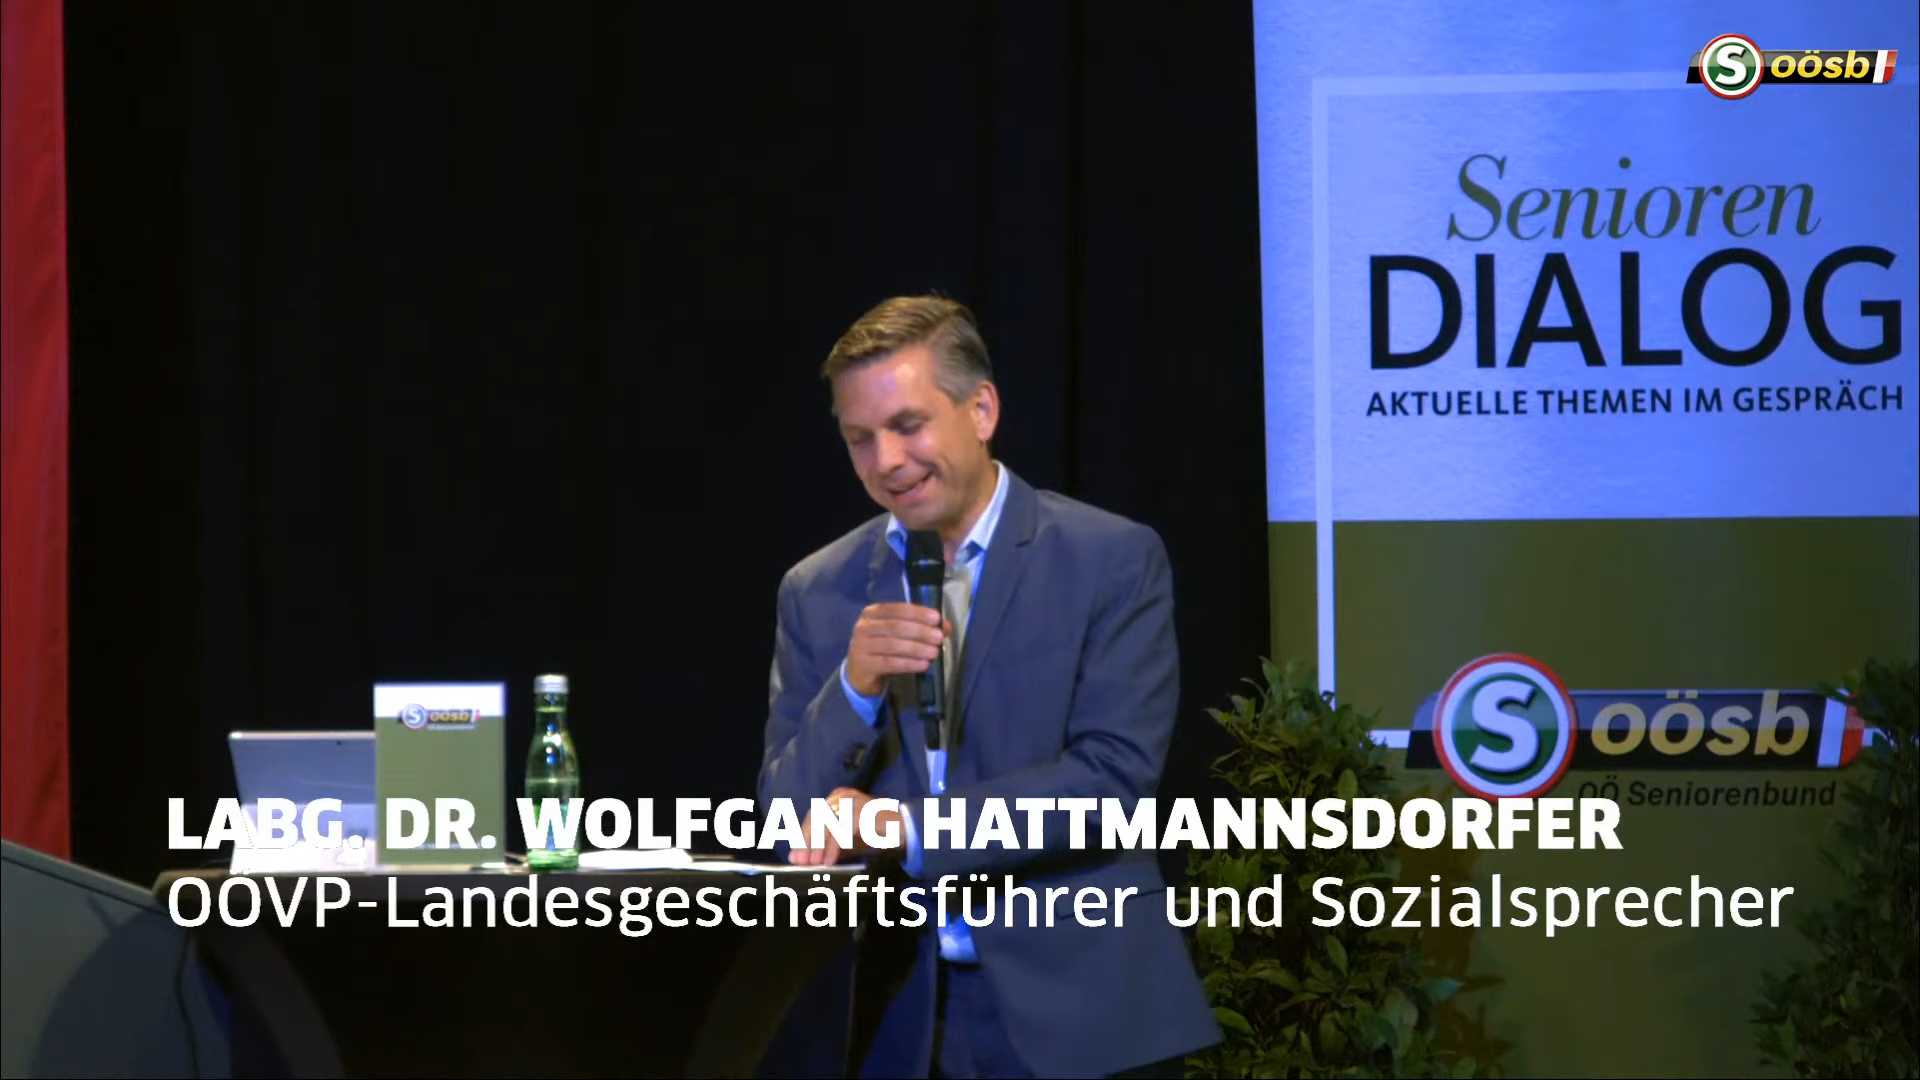 S oösb
Senioren
DIALOG
AKTUELLE THEMEN IM GESPRÄCH
S oösb
S oösb
OÖ Seniorenbund
LABG. DR. WOLFGANG HATTMANNSDORFER
OÖVP-Landesgeschäftsführer und Sozialsprecher